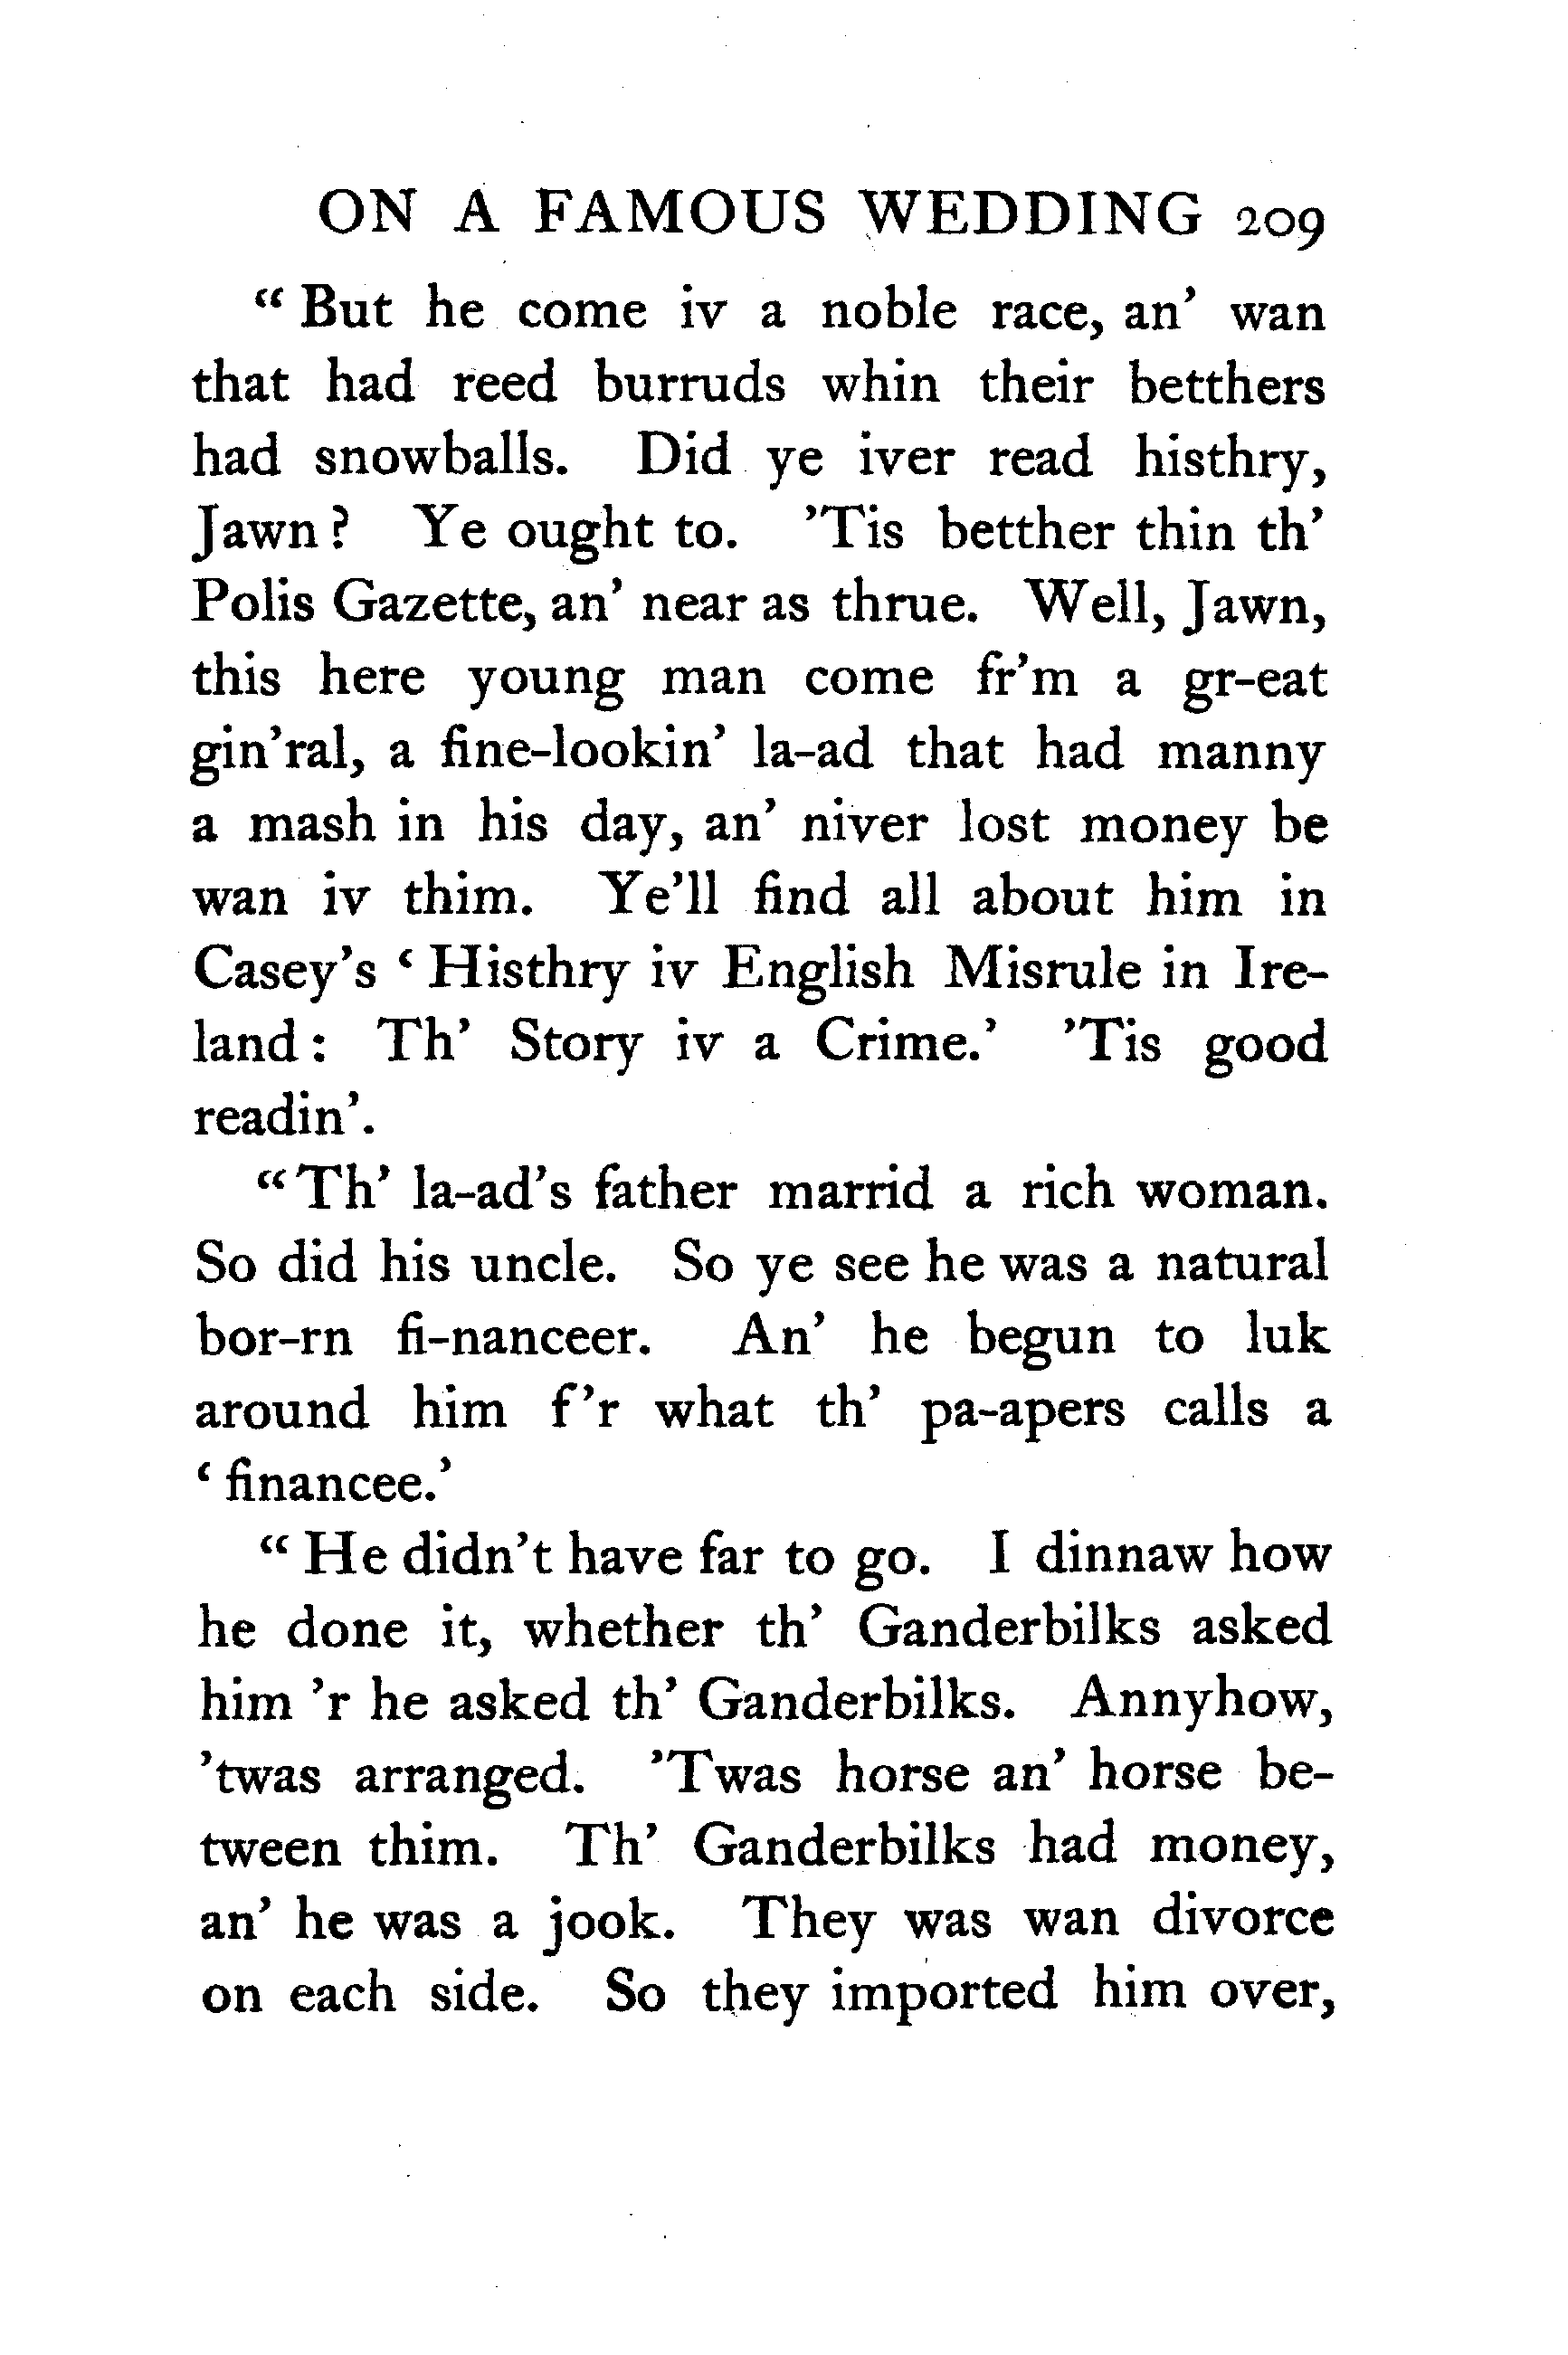 ON A FAMOUS WEDDING 209
“ But he come iv a noble race, an’ wan
that had reed burruds whin their betthers
had snowballs. Did ye iver read histhry,
Jawn ? Ye ought to. ’Tis betther thin th’
Polis Gazette, an’ near as thrue. Well, Jawn,
this here young man come fr’m a gr-eat
gin’ral, a fine-lookin’ la-ad that had manny
a mash in his day, an’ niver lost money be
wan iv thim. Ye’ll find all about him in
Casey’s ‘ Histhry iv English Misrule in Ire-
land : Th’ Story iv a Crime.’ ’Tis good
readin’.
“ Th’ la-ad’s father marrid a rich woman.
So did his uncle. So ye see he was a natural
bor-rn fi-nanceer. An’ he begun to luk
around him f’r what th’ pa-apers calls a
‘ financee.’
“ He didn’t have far to go. I dinnaw how
he done it, whether th’ Ganderbilks asked
him ’r he asked th’ Ganderbilks. Annyhow,
’twas arranged. ’Twas horse an’ horse be-
tween thim. Th’ Ganderbilks had money,
an’ he was a jook. They was wan divorce
on each side. So they imported him over,